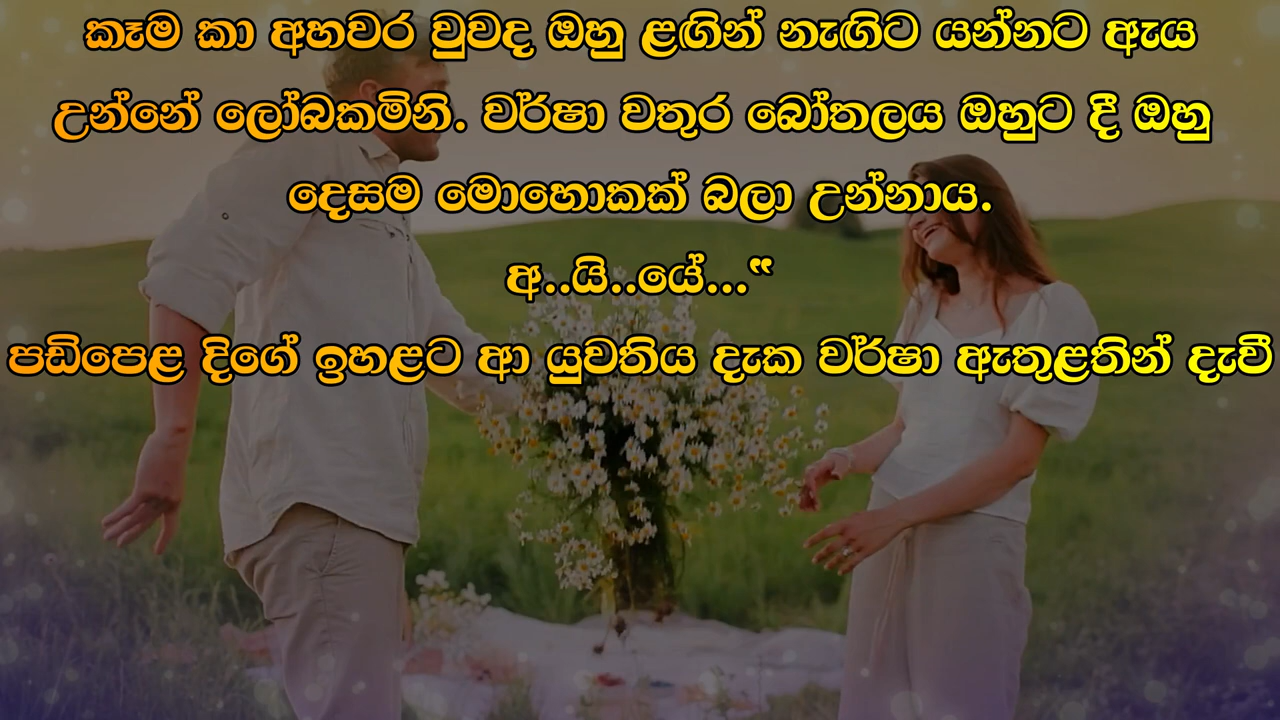 කෑම කා අහවර වුවද ඔහු ළඟින් නැඟිට යන්නට ඇය
උන්නේ ලෝබකමිනි. වර්ෂා වතුර බෝතලය ඔහුට දී ඔහු
දෙසම මොහොකක් බලා උන්නාය.
අ..යි..යේ..."
පඩිපෙළ දිගේ ඉහළට ආ යුවතිය දැක වර්ෂා ඇතුළතින් දැවී